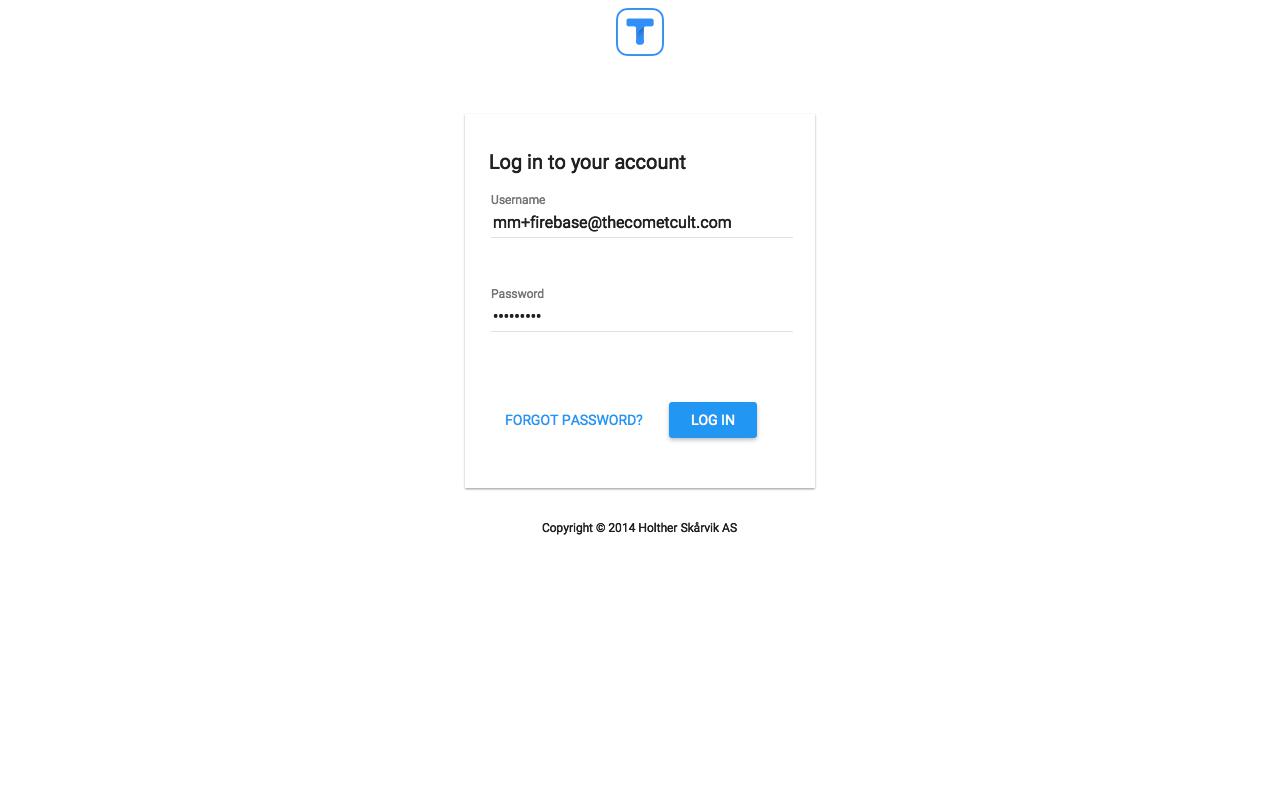 T
Log in to your account
Username
mm+firebase@thecometcult.com
Password
•••••••••
FORGOT PASSWORD? LOG IN
Copyright © 2014 Holther Skårvik AS